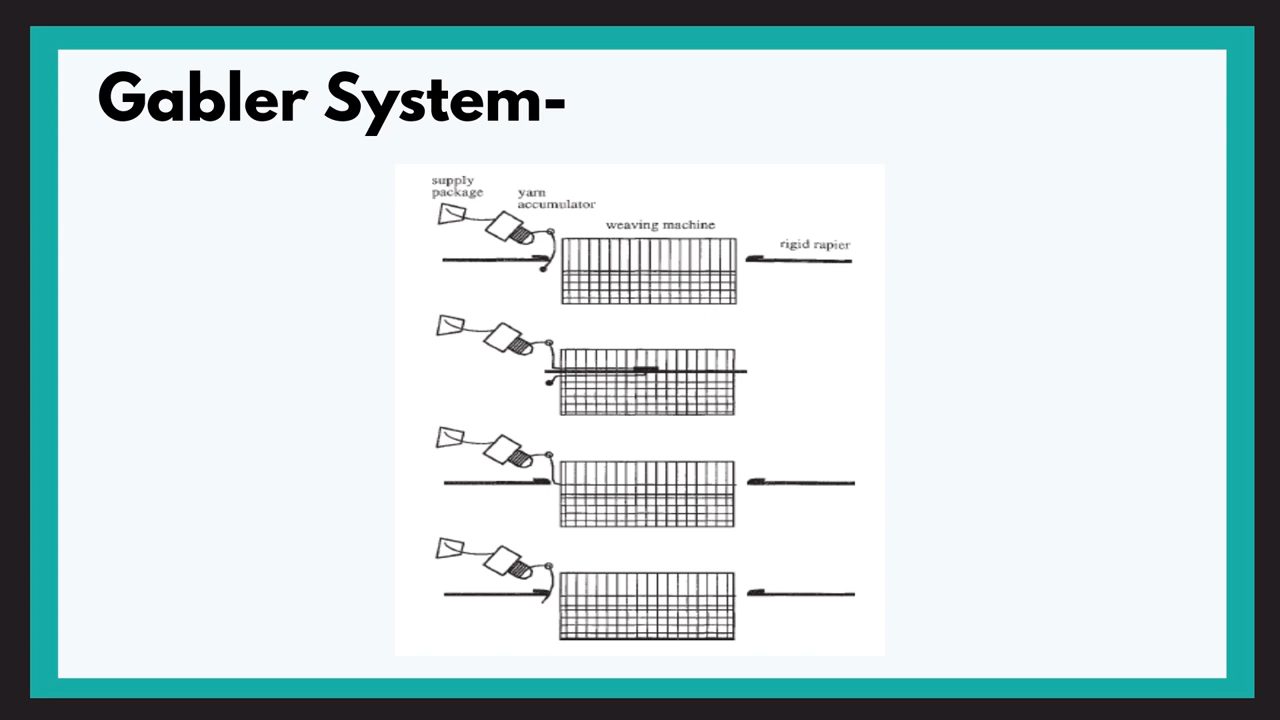 Gabler System-
supply
package
yarn
accumulator
weaving machine
rigid rapier